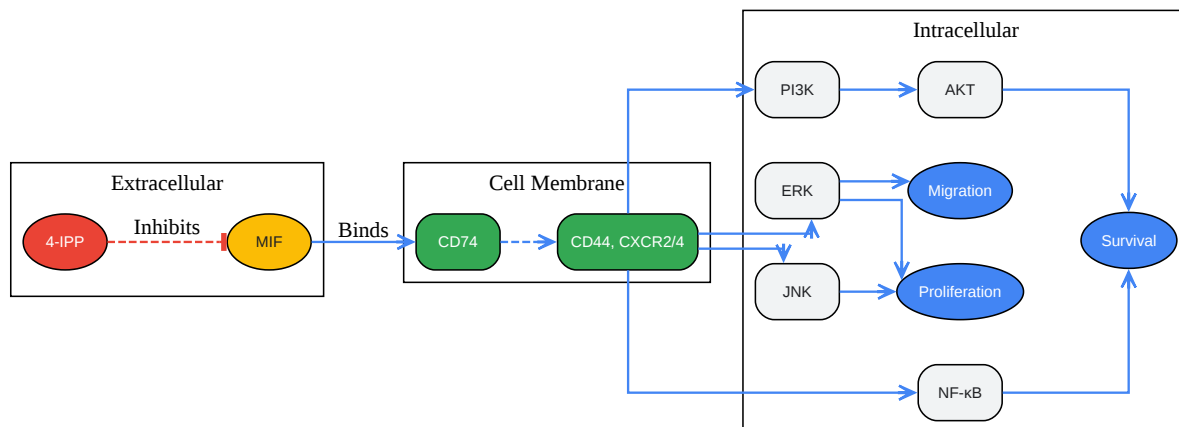 Intracellular
PI3K
AKT
Extracellular
Cell Membrane
4-IPP
Inhibits
MIF
Binds
CD74
CD44, CXCR2/4
ERK
Migration
Survival
JNK
Proliferation
NF-κB